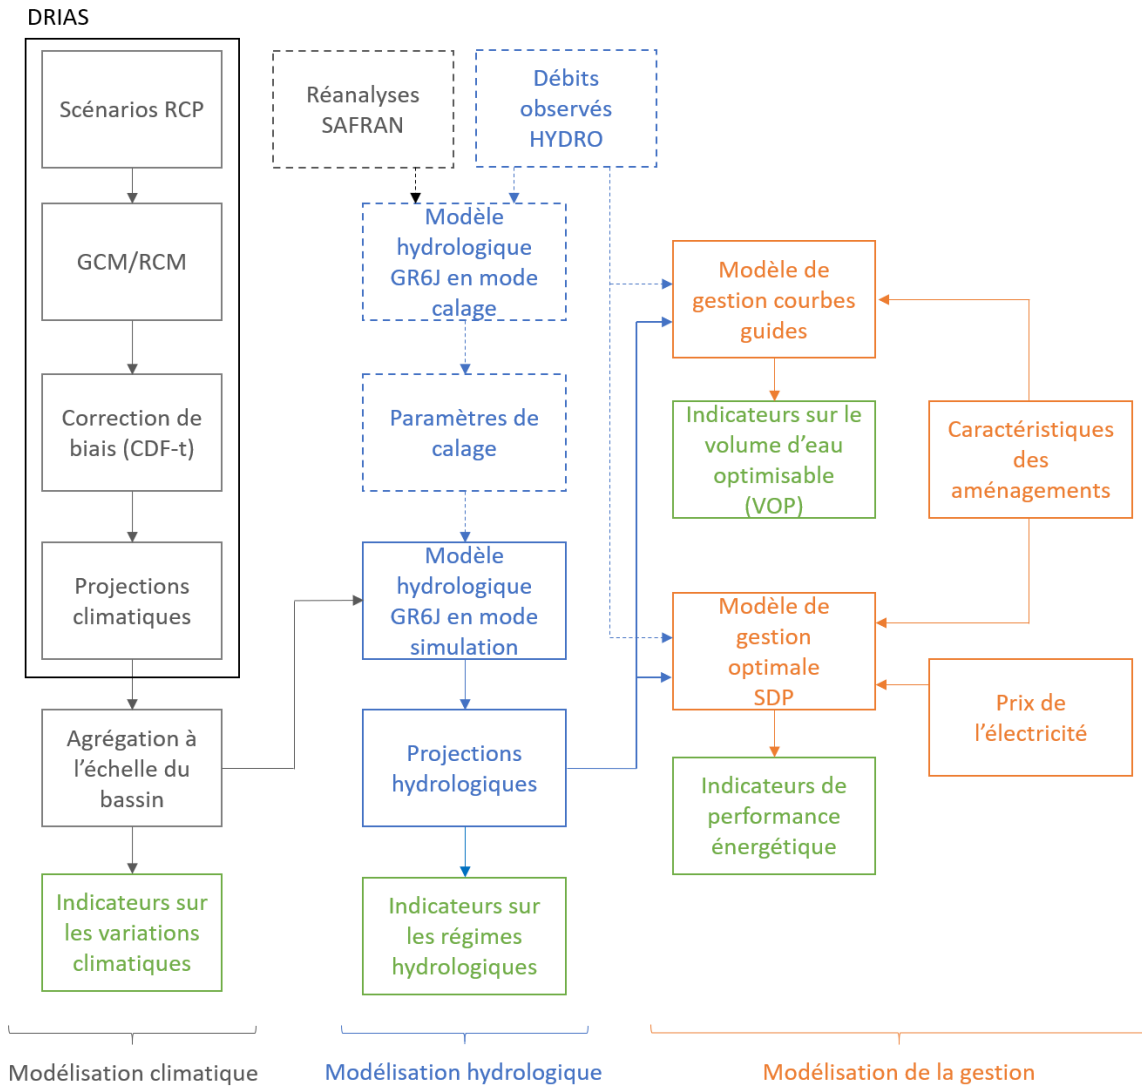 DRIAS
Scénarios RCP
GCM/RCM
Correction de
biais (CDF-t)
Projections
climatiques
Agrégation à
l’échelle du
bassin
Indicateurs sur
les variations
climatiques
Modélisation climatique
Réanalyses
SAFRAN
Débits
observés
HYDRO
Modèle
hydrologique
GR6J en mode
calage
Paramètres de
calage
Modèle
hydrologique
GR6J en mode
simulation
Projections
hydrologiques
Indicateurs sur
les régimes
hydrologiques
Modélisation hydrologique
Modèle de
gestion courbes
guides
Indicateurs sur le
volume d’eau
optimisable
(VOP)
Caractéristiques
des
aménagements
Modèle de
gestion
optimale
SDP
Prix de
l’électricité
Indicateurs de
performance
énergétique
Modélisation de la gestion